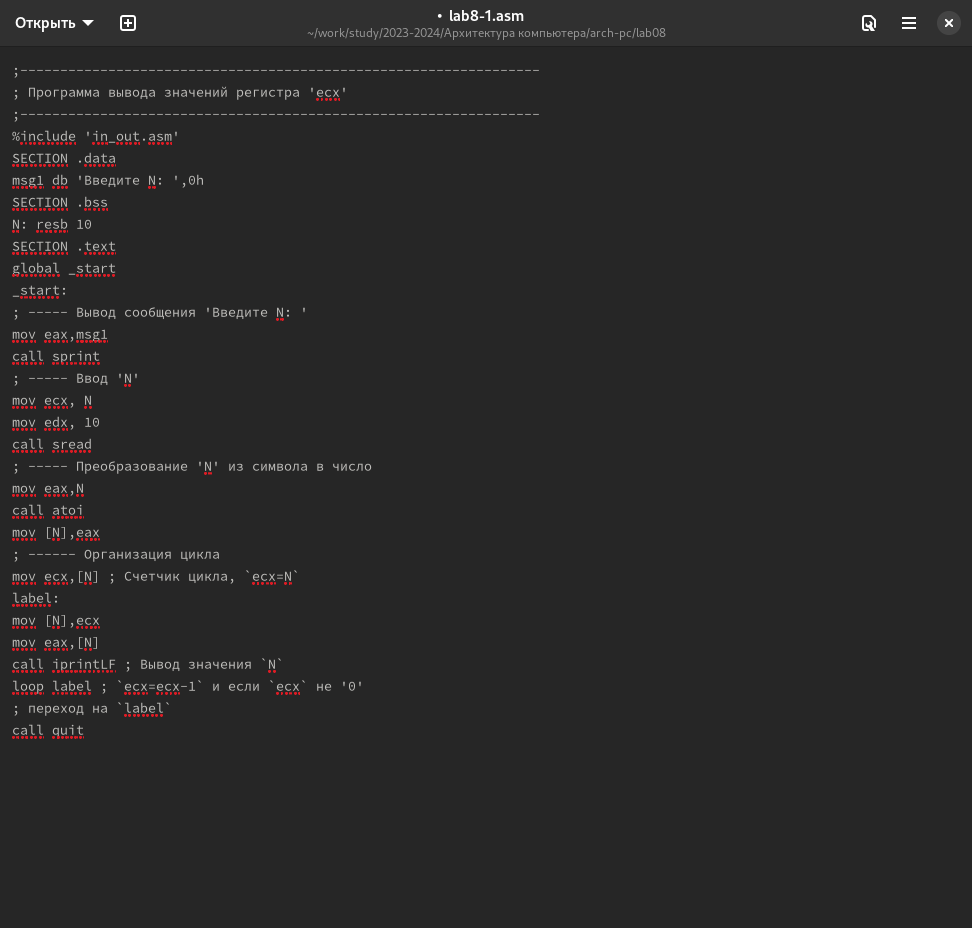 Открыть
• lab8-1.asm
~/work/study/2023-2024/Архитектура компьютера/arch-pc/lab08
;-----------------------------------------------------------------
; Программа вывода значений регистра 'ecx'
;-----------------------------------------------------------------
%include 'in_out.asm'
SECTION .data
msg1 db 'Введите N: ',0h
SECTION .bss
N: resb 10
SECTION .text
global _start
_start:
; ----- Вывод сообщения 'Введите N: '
mov eax,msg1
call sprint
; ----- Ввод 'N'
mov ecx, N
mov edx, 10
call sread
; ----- Преобразование 'N' из символа в число
mov eax,N
call atoi
mov [N],eax
; ------ Организация цикла
mov ecx,[N] ; Счетчик цикла, `ecx=N`
label:
mov [N],ecx
mov eax,[N]
call iprintLF ; Вывод значения `N`
loop label ; `ecx=ecx-1` и если `ecx` не '0'
; переход на `label`
call quit